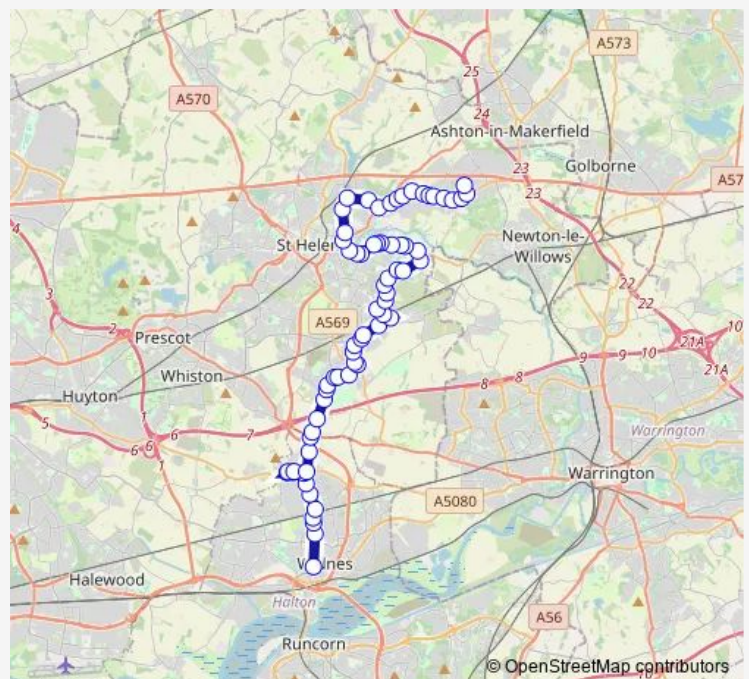 A573
A570
25
24
Ashton-in-Makerfield
Golborne
23
23
A57
4
St Hele
Newton-le-
Willows
22
22
3
A569
2
Prescot
10
21A
21A
9
9
10
Whiston
8
8
Huyton
1
5
6
6
6
7
1
Warrington
Warrington
A5080
W
nes
Halewood
Halton
A56
Runcorn
© OpenStreetMap contributors